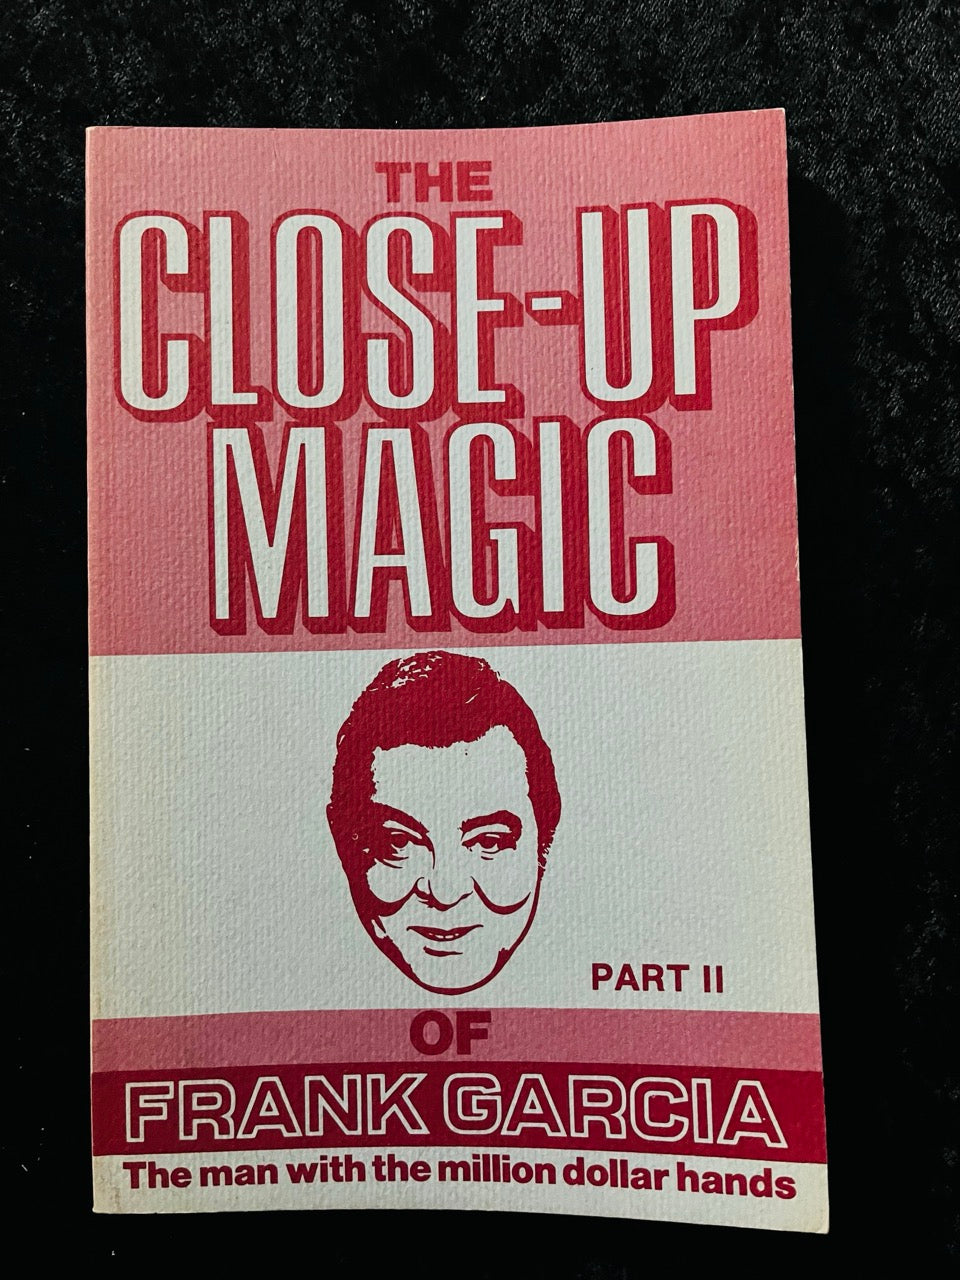 THE
CLOSE-UP
MAGIC
PART II
OF
FRANK GARCIA
The man with the million dollar hands